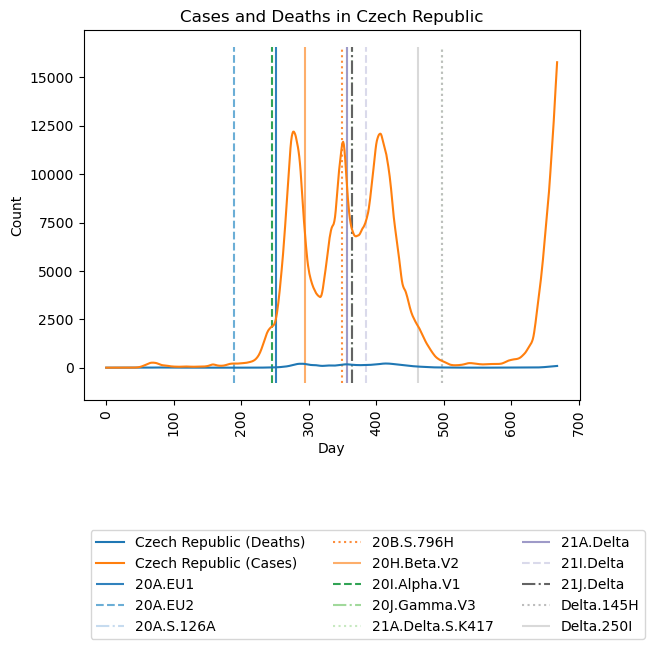 Cases and Deaths in Czech Republic
15000
12500
10000
7500
5000
2500
0
Count
0 100 200 300 400 500 600 700
Day
Czech Republic (Deaths) 20B.S.796H 21A.Delta
Czech Republic (Cases) 20H.Beta.V2 21I.Delta
20A.EU1 20I.Alpha.V1 21J.Delta
20A.EU2 20J.Gamma.V3 Delta.145H
20A.S.126A 21A.Delta.S.K417 Delta.250I